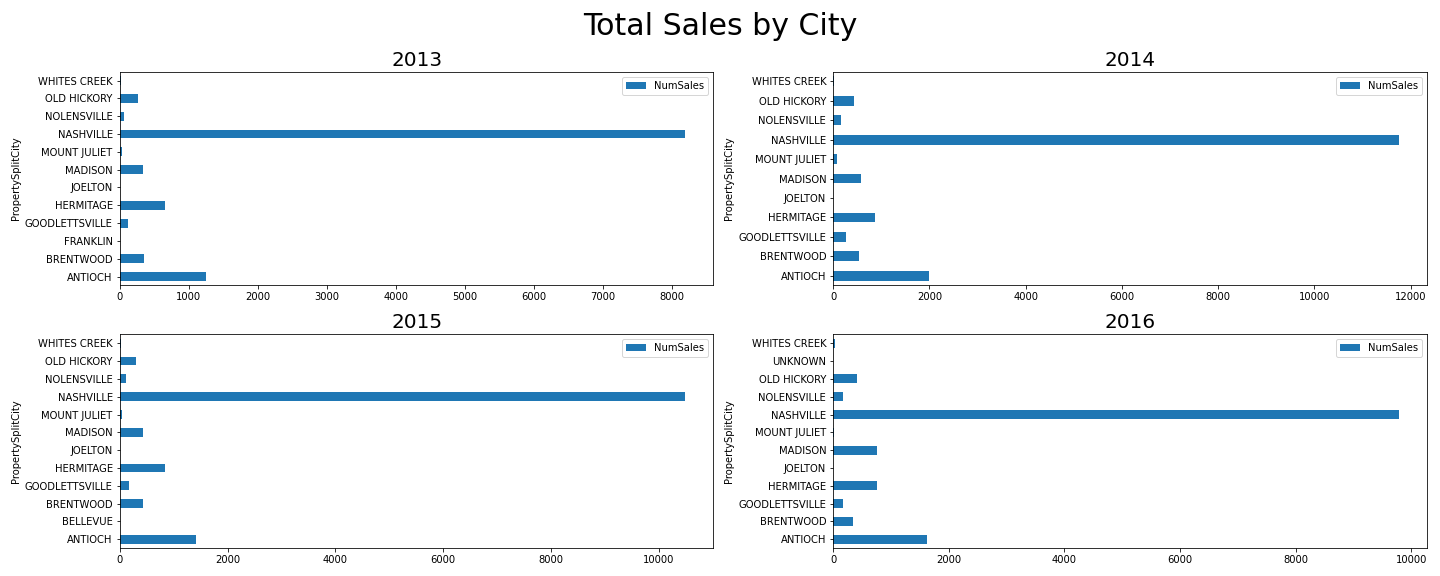 Total Sales by City
2013
NumSales
PropertySplitCity
WHITES CREEK
OLD HICKORY
NOLENSVILLE
NASHVILLE
MOUNT JULIET
MADISON
JOELTON
HERMITAGE
GOODLETTSVILLE
FRANKLIN
BRENTWOOD
ANTIOCH
0 1000 2000 3000 4000 5000 6000 7000 8000
2014
NumSales
PropertySplitCity
WHITES CREEK
OLD HICKORY
NOLENSVILLE
NASHVILLE
MOUNT JULIET
MADISON
JOELTON
HERMITAGE
GOODLETTSVILLE
BRENTWOOD
ANTIOCH
0 2000 4000 6000 8000 10000 12000
2015
NumSales
PropertySplitCity
WHITES CREEK
OLD HICKORY
NOLENSVILLE
NASHVILLE
MOUNT JULIET
MADISON
JOELTON
HERMITAGE
GOODLETTSVILLE
BRENTWOOD
BELLEVUE
ANTIOCH
0 2000 4000 6000 8000 10000
2016
NumSales
PropertySplitCity
WHITES CREEK
UNKNOWN
OLD HICKORY
NOLENSVILLE
NASHVILLE
MOUNT JULIET
MADISON
JOELTON
HERMITAGE
GOODLETTSVILLE
BRENTWOOD
ANTIOCH
0 2000 4000 6000 8000 10000